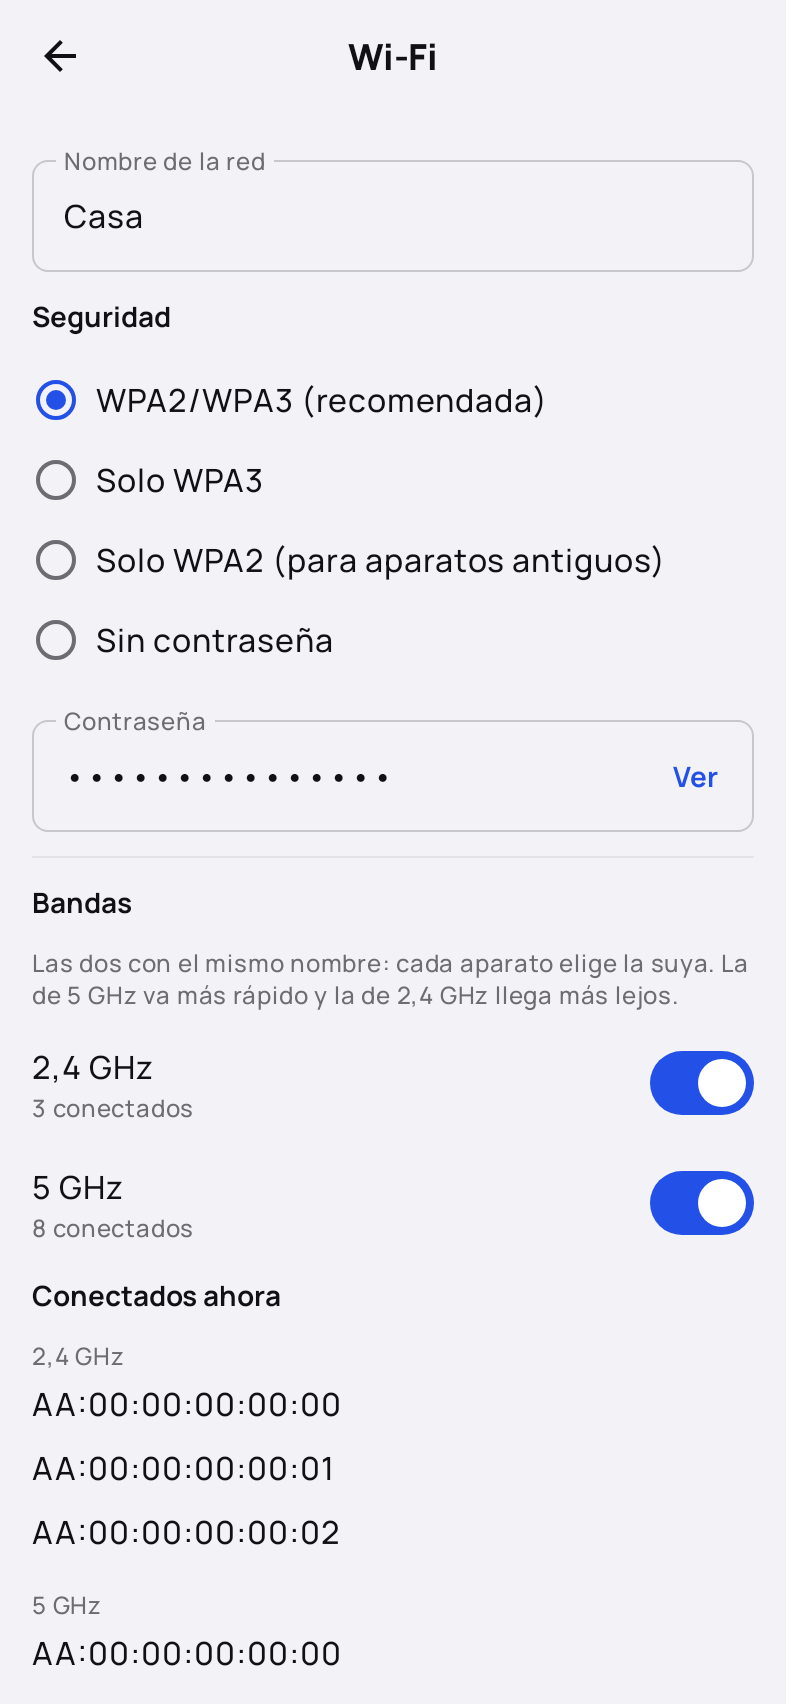 Wi-Fi
Nombre de la red
Casa
Seguridad
WPA2/WPA3 (recomendada)
Solo WPA3
Solo WPA2 (para aparatos antiguos)
Sin contraseña
Contraseña
•••••••••••••••
Ver
Bandas
Las dos con el mismo nombre: cada aparato elige la suya. La
de 5 GHz va más rápido y la de 2,4 GHz llega más lejos.
2,4 GHz
3 conectados
5 GHz
8 conectados
Conectados ahora
2,4 GHz
AA:00:00:00:00:00
AA:00:00:00:00:01
AA:00:00:00:00:02
5 GHz
AA:00:00:00:00:00